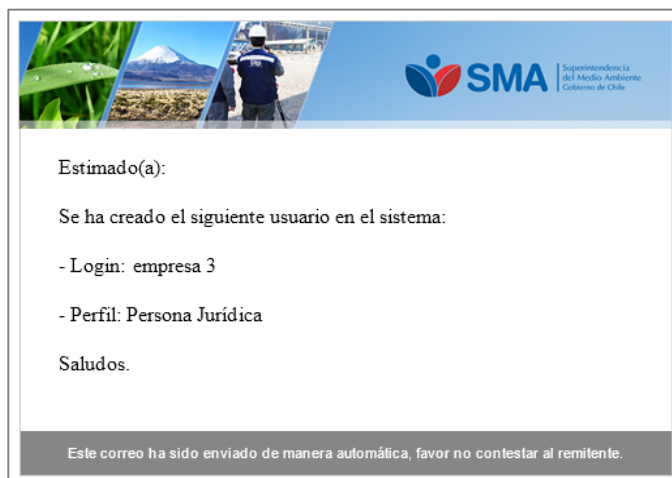 SMA
Superintendencia
del Medio Ambiente
Gobierno de Chile
Estimado(a):
Se ha creado el siguiente usuario en el sistema:
- Login: empresa 3
- Perfil: Persona Jurídica
Saludos.
Este correo ha sido enviado de manera automática, favor no contestar al remitente.